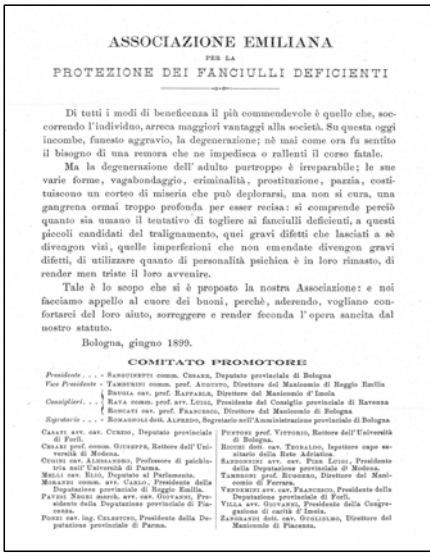 ASSOCIAZIONE EMILIANA
PER LA
PROTEZIONE DEI FANCIULLI DEFICIENTI
Di tutti i modi di beneficenza il più commendevole è quello che, soc-
correndo l'individuo, arreca maggiori vantaggi alla società. Su questa oggi
incombe, funesto aggravio, la degenerazione; nè mai come ora fu sentito
il bisogno di una remora che ne impedisca o rallenti il corso fatale.
Ma la degenerazione dell'adulto purtroppo è irreparabile; le sue
varie forme, vagabondaggio, criminalità, prostituzione, pazzia, costi-
tuiscono un corteo di miseria che può deplorarsi, ma non si cura, una
gangrena ormai troppo profonda per esser recisa: si comprende perciò
quanto sia umano il tentativo di togliere ai fanciulli deficienti, a questi
piccoli candidati del tralignamento, quei gravi difetti che lasciati a sè
divengon vizi, quelle imperfezioni che non emendate divengon gravi
difetti, di utilizzare quanto di personalità psichica è in loro rimasto, di
render men triste il loro avvenire.
Tale è lo scopo che si è proposto la nostra Associazione: e noi
facciamo appello al cuore dei buoni, perchè, aderendo, vogliano con-
fortarci del loro aiuto, sorreggere e render feconda l'opera sancita dal
nostro statuto.
Bologna, giugno 1899.
COMITATO PROMOTORE
Presidente . . . - SANGUINETTI comm. CESARE, Deputato provinciale di Bologna
Vice Presidente - TAMBURINI comm. prof. AUGUSTO, Direttore del Manicomio di Reggio Emilia
BRUGIA cav. prof. RAFFAELE, Direttore del Manicomio d'Imola
Consiglieri . . . - RAVA comm. prof. avv. LUIGI, Presidente del Consiglio provinciale di Ravenna
RONCATI cav. prof. FRANCESCO, Direttore del Manicomio di Bologna
Segretario . . . - ROMAGNOLI dott. ALFREDO, Segretario nell'Amministrazione provinciale di Bologna
CASATI avv. cav. CURZIO, Deputato provinciale
di Forlì.
CESARI prof. comm. GIUSEPPE, Rettore dell'Uni-
versità di Modena.
CUGINI cav. ALESSANDRO, Professore di psichia-
tria nell'Università di Parma.
MELLI cav. ELIO, Deputato al Parlamento.
MORANDI comm. avv. CARLO, Presidente della
Deputazione provinciale di Reggio Emilia.
PAVESI NEGRI march. avv. cav. GIOVANNI, Pre-
sidente della Deputazione provinciale di Pia-
cenza.
PONZI cav. ing. CELESTINO, Presidente della De-
putazione provinciale di Parma.
PUNTONI prof. VITTORIO, Rettore dell'Università
di Bologna.
RICCHI dott. cav. TEOBALDO, Ispettore capo sa-
nitario della Rete Adriatica.
SANDONNINI avv. cav. PIER LUIGI, Presidente
della Deputazione provinciale di Modena.
TAMBRONI prof. RUGGERO, Direttore del Mani-
comio di Ferrara.
VENDEMINI avv. cav. FRANCESCO, Presidente della
Deputazione provinciale di Forlì.
VILLA avv. cav. GIOVANNI, Presidente della Congre-
gazione di carità d'Imola.
ZANGRANDI dott. cav. GUGLIELMO, Direttore del
Manicomio di Piacenza.